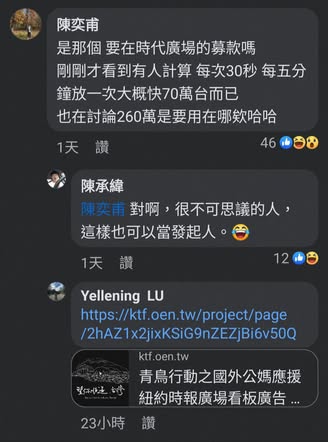 陳奕甫
是那個 要在時代廣場的募款嗎
剛剛才看到有人計算 每次30秒 每五分
鐘放一次大概快70萬台而已
也在討論260萬是要用在哪欸哈哈
1天 讚 46
陳承緯
陳奕甫 對啊，很不可思議的人，
這樣也可以當發起人。😂
1天 讚 12
Yellening LU
https://ktf.oen.tw/project/page
/2hAZ1x2jixKSiG9nZEZjBi6v50Q
ktf.oen.tw
青鳥行動之國外公媽應援
紐約時報廣場看板廣告 ...
23小時 讚